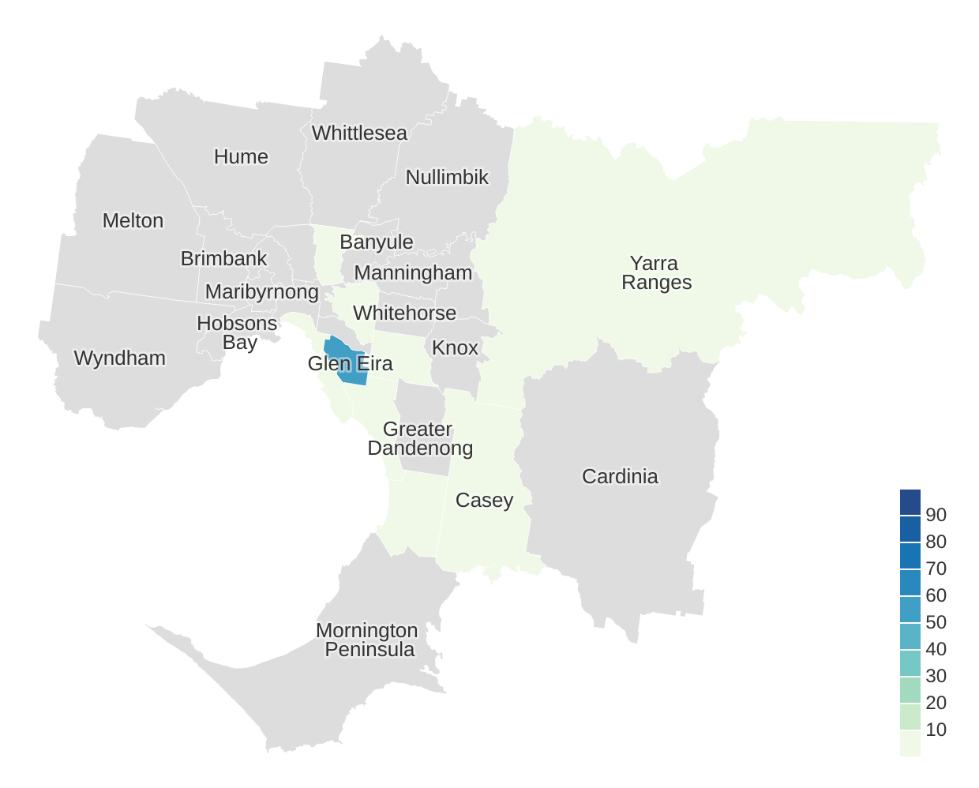 Whittlesea
Hume
Nullimbik
Melton
Banyule
Brimbank
Manningham
Yarra
Ranges
Maribyrnong
Whitehorse
Hobsons
Bay
Knox
Wyndham
Glen Eira
Greater
Dandenong
Cardinia
Casey
90
80
70
60
50
40
30
20
10
Mornington
Peninsula